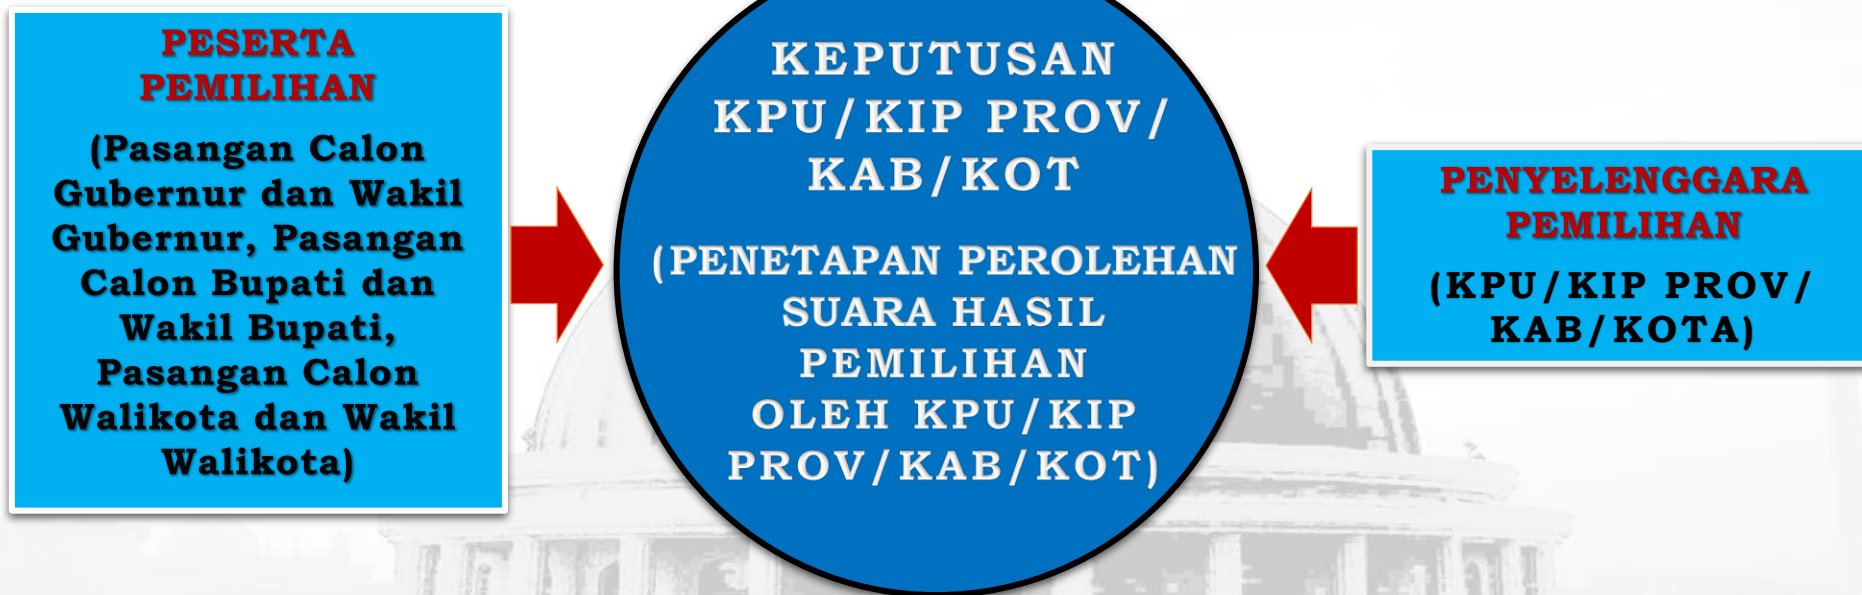 PESERTA
PEMILIHAN
(Pasangan Calon
Gubernur dan Wakil
Gubernur, Pasangan
Calon Bupati dan
Wakil Bupati,
Pasangan Calon
Walikota dan Wakil
Walikota)
KEPUTUSAN
KPU/KIP PROV/
KAB/KOT
(PENETAPAN PEROLEHAN
SUARA HASIL
PEMILIHAN
OLEH KPU/KIP
PROV/KAB/KOT)
PENYELENGGARA
PEMILIHAN
(KPU/KIP PROV/
KAB/KOTA)